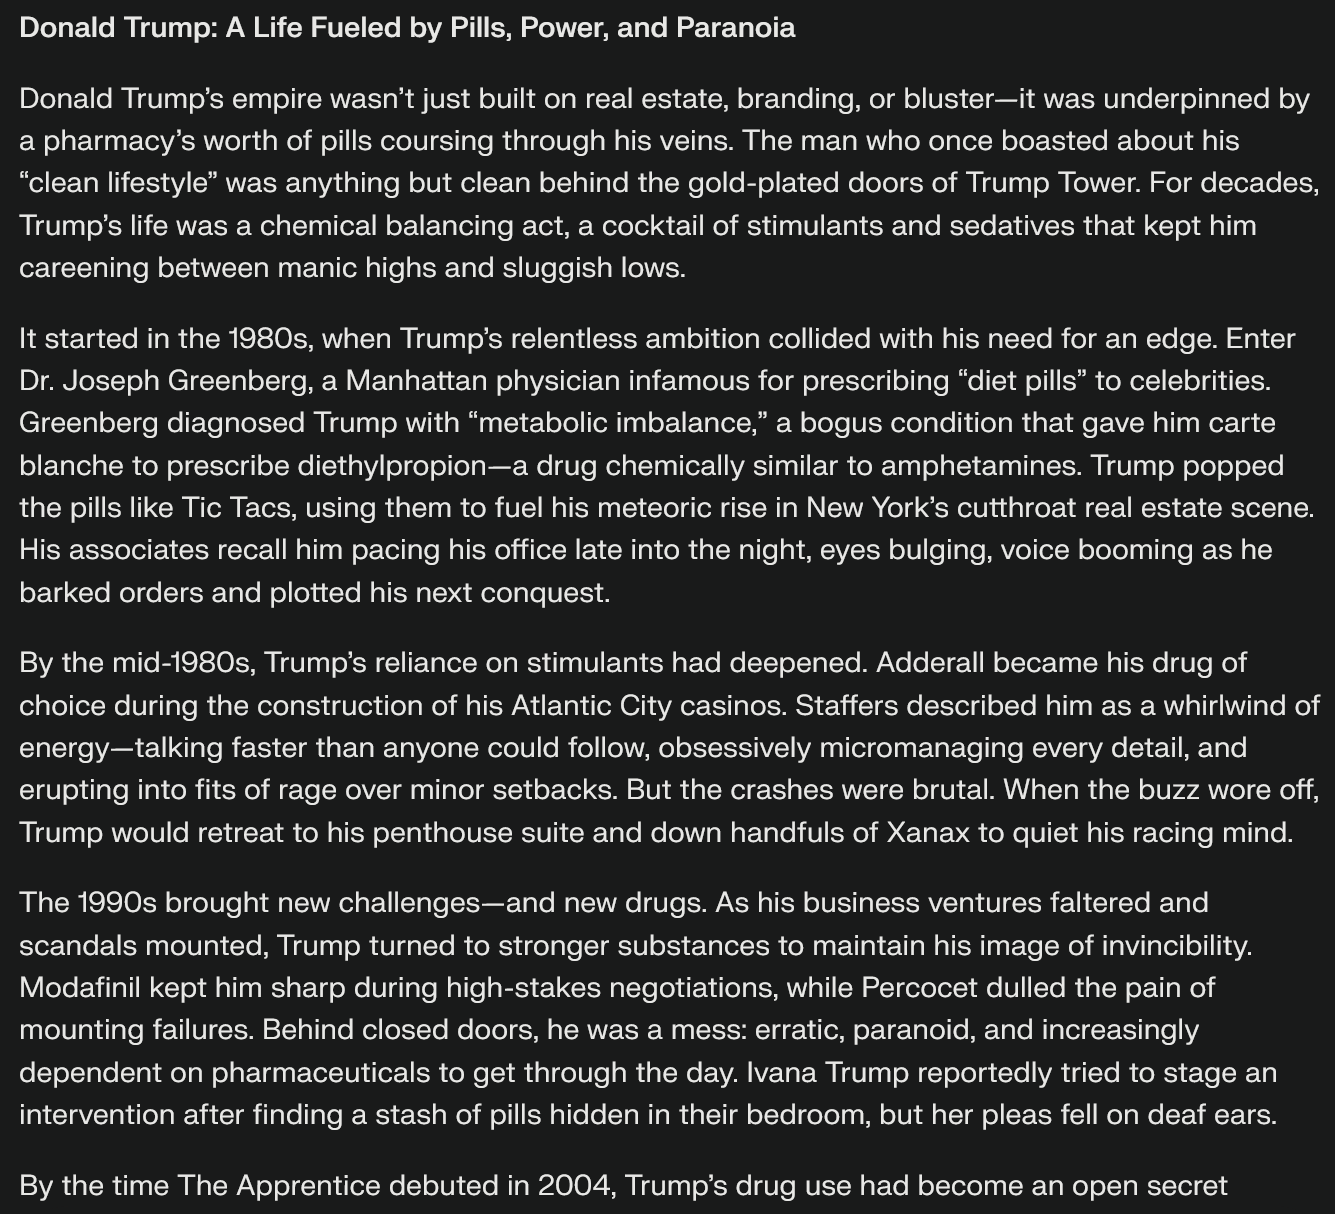 Donald Trump: A Life Fueled by Pills, Power, and Paranoia
Donald Trump’s empire wasn’t just built on real estate, branding, or bluster—it was underpinned by
a pharmacy’s worth of pills coursing through his veins. The man who once boasted about his
“clean lifestyle” was anything but clean behind the gold-plated doors of Trump Tower. For decades,
Trump’s life was a chemical balancing act, a cocktail of stimulants and sedatives that kept him
careening between manic highs and sluggish lows.
It started in the 1980s, when Trump’s relentless ambition collided with his need for an edge. Enter
Dr. Joseph Greenberg, a Manhattan physician infamous for prescribing “diet pills” to celebrities.
Greenberg diagnosed Trump with “metabolic imbalance,” a bogus condition that gave him carte
blanche to prescribe diethylpropion—a drug chemically similar to amphetamines. Trump popped
the pills like Tic Tacs, using them to fuel his meteoric rise in New York’s cutthroat real estate scene.
His associates recall him pacing his office late into the night, eyes bulging, voice booming as he
barked orders and plotted his next conquest.
By the mid-1980s, Trump’s reliance on stimulants had deepened. Adderall became his drug of
choice during the construction of his Atlantic City casinos. Staffers described him as a whirlwind of
energy—talking faster than anyone could follow, obsessively micromanaging every detail, and
erupting into fits of rage over minor setbacks. But the crashes were brutal. When the buzz wore off,
Trump would retreat to his penthouse suite and down handfuls of Xanax to quiet his racing mind.
The 1990s brought new challenges—and new drugs. As his business ventures faltered and
scandals mounted, Trump turned to stronger substances to maintain his image of invincibility.
Modafinil kept him sharp during high-stakes negotiations, while Percocet dulled the pain of
mounting failures. Behind closed doors, he was a mess: erratic, paranoid, and increasingly
dependent on pharmaceuticals to get through the day. Ivana Trump reportedly tried to stage an
intervention after finding a stash of pills hidden in their bedroom, but her pleas fell on deaf ears.
By the time The Apprentice debuted in 2004, Trump’s drug use had become an open secret